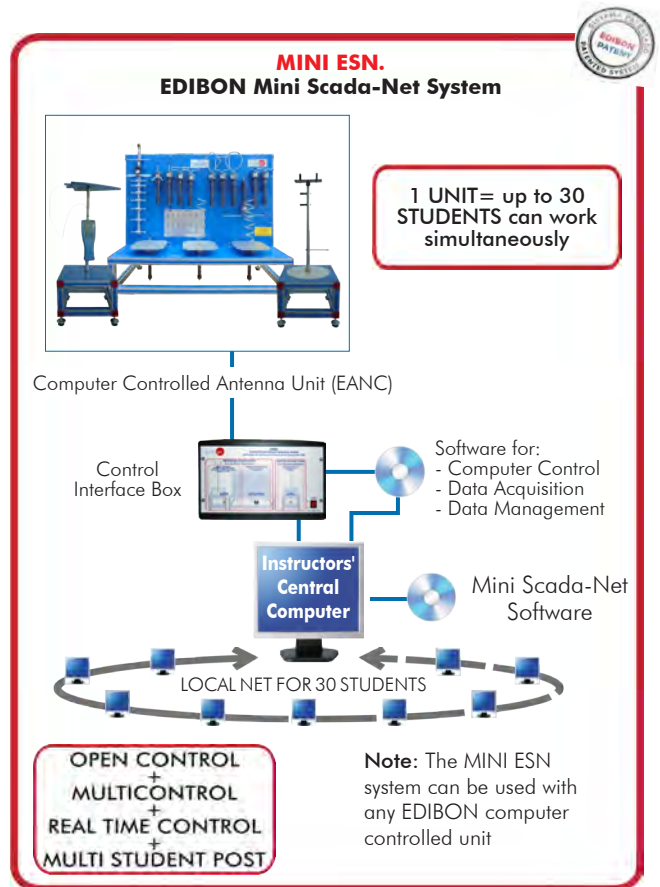 EDIBON
PATENT
MINI ESN.
EDIBON Mini Scada-Net System
1 UNIT= up to 30
STUDENTS can work
simultaneously
Computer Controlled Antenna Unit (EANC)
Control
Interface Box
Software for:
- Computer Control
- Data Acquisition
- Data Management
Instructors'
Central
Computer
Mini Scada-Net
Software
LOCAL NET FOR 30 STUDENTS
OPEN CONTROL
+
MULTICONTROL
+
REAL TIME CONTROL
+
MULTI STUDENT POST
Note: The MINI ESN
system can be used with
any EDIBON computer
controlled unit